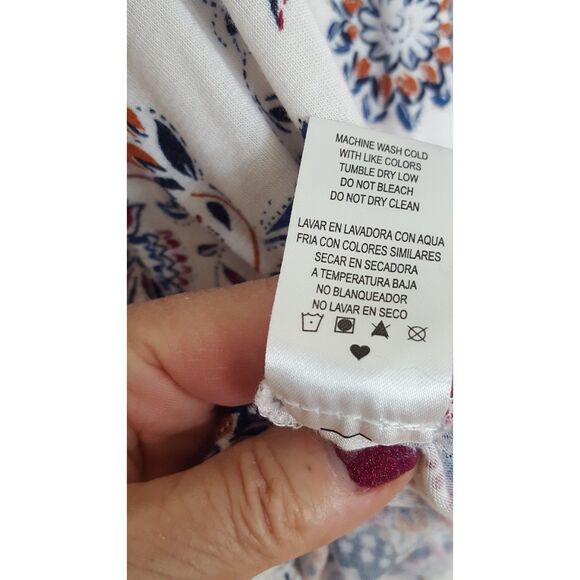 MACHINE WASH COLD
WITH LIKE COLORS
TUMBLE DRY LOW
DO NOT BLEACH
DO NOT DRY CLEAN
LAVAR EN LAVADORA CON AQUA
FRIA CON COLORES SIMILARES
SECAR EN SECADORA
A TEMPERATURA BAJA
NO BLANQUEADOR
NO LAVAR EN SECO